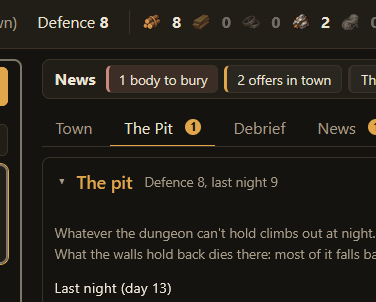 wn) Defence 8 8 0 0 2
News 1 body to bury 2 offers in town Th
Town The Pit 1 Debrief News
The pit Defence 8, last night 9
Whatever the dungeon can't hold climbs out at night.
What the walls hold back dies there: most of it falls ba
Last night (day 13)